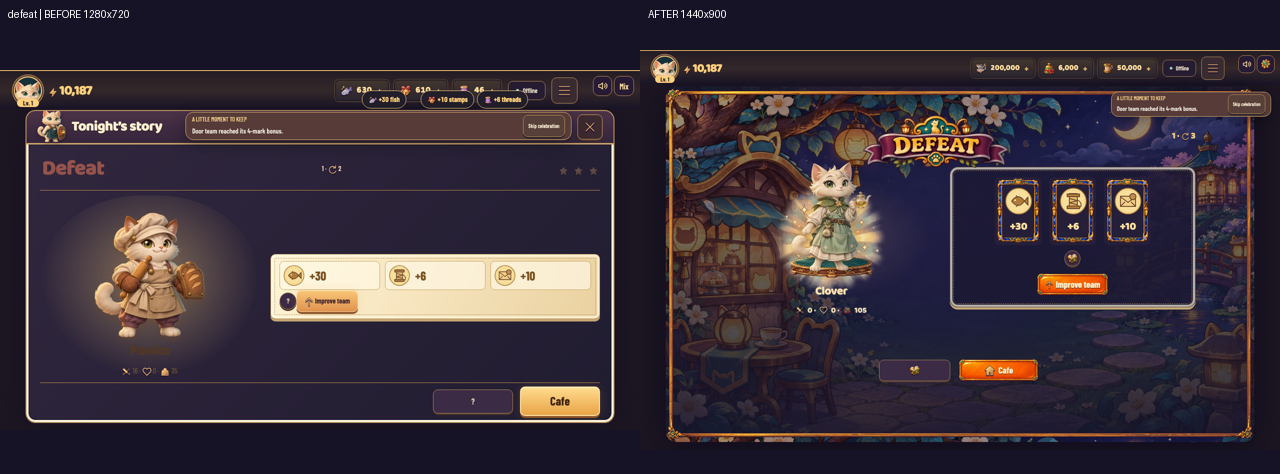 defeat | BEFORE 1280x720
AFTER 1440x900
Lv. 1
10,187
630 +
610 +
46 +
Offline
Mix
+30 fish
+10 stamps
+6 threads
Tonight's story
A LITTLE MOMENT TO KEEP
Door team reached its 4-mark bonus.
Skip celebration
Defeat
1 · 2
+30
+6
+10
?
Improve team
?
Cafe
Lv. 1
10,187
200,000 +
6,000 +
50,000 +
Offline
A LITTLE MOMENT TO KEEP
Door team reached its 4-mark bonus.
Skip celebration
DEFEAT
1 · 3
+30
+6
+10
Improve team
Clover
0 · 0 · 105
Cafe